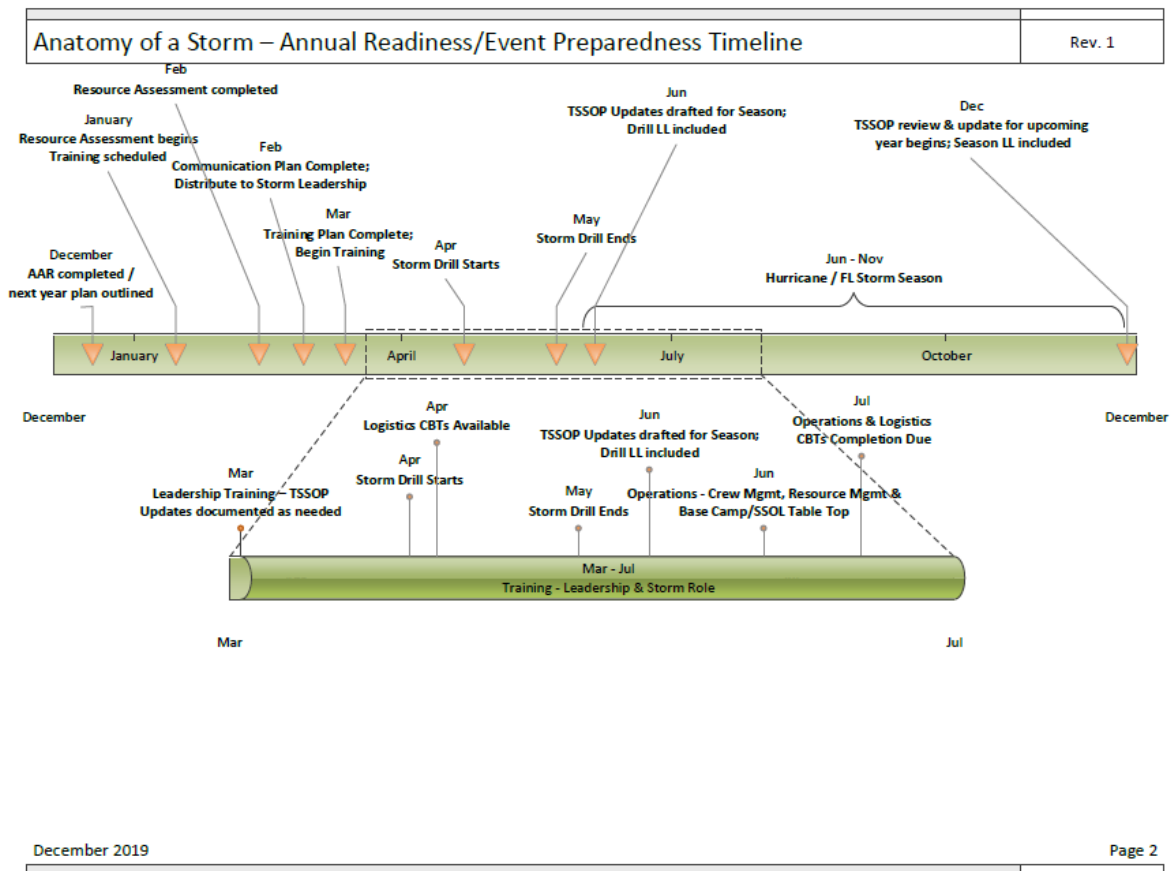 Anatomy of a Storm – Annual Readiness/Event Preparedness Timeline
Rev. 1
Feb
Resource Assessment completed
January
Resource Assessment begins
Training scheduled
Feb
Communication Plan Complete;
Distribute to Storm Leadership
Mar
Training Plan Complete;
Begin Training
December
AAR completed /
next year plan outlined
Apr
Storm Drill Starts
May
Storm Drill Ends
Jun
TSSOP Updates drafted for Season;
Drill LL included
Dec
TSSOP review & update for upcoming
year begins; Season LL included
Jun - Nov
Hurricane / FL Storm Season
January
April
July
October
December
December
Apr
Logistics CBTs Available
Apr
Storm Drill Starts
Mar
Leadership Training – TSSOP
Updates documented as needed
May
Storm Drill Ends
Jun
TSSOP Updates drafted for Season;
Drill LL included
Jun
Operations - Crew Mgmt, Resource Mgmt &
Base Camp/SSOL Table Top
Jul
Operations & Logistics
CBTs Completion Due
Mar - Jul
Training - Leadership & Storm Role
Mar
Jul
December 2019
Page 2